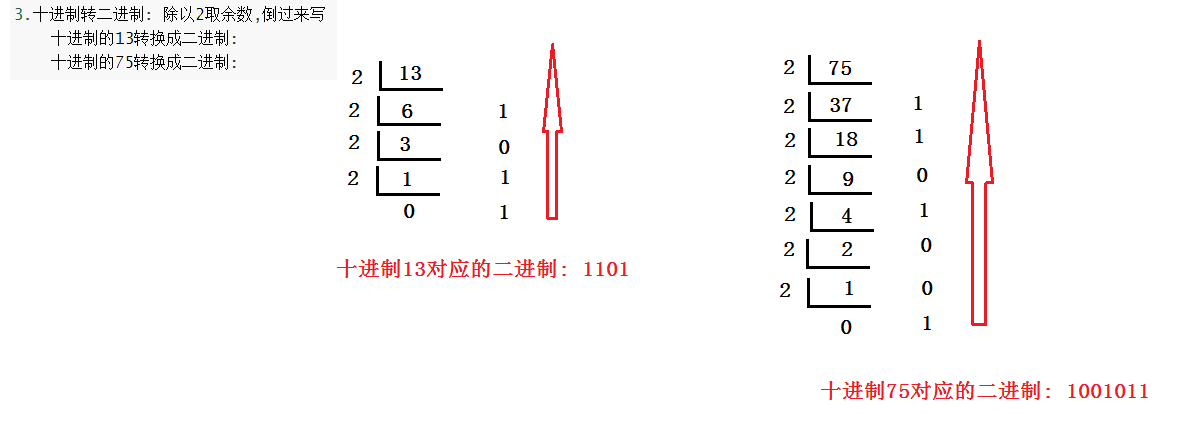 3.十进制转二进制: 除以2取余数,倒过来写
十进制的13转换成二进制:
十进制的75转换成二进制:
2 13
2 6 1
2 3 0
2 1 1
0 1
十进制13对应的二进制: 1101
2 75
2 37 1
2 18 1
2 9 0
2 4 1
2 2 0
2 1 0
0 1
十进制75对应的二进制: 1001011